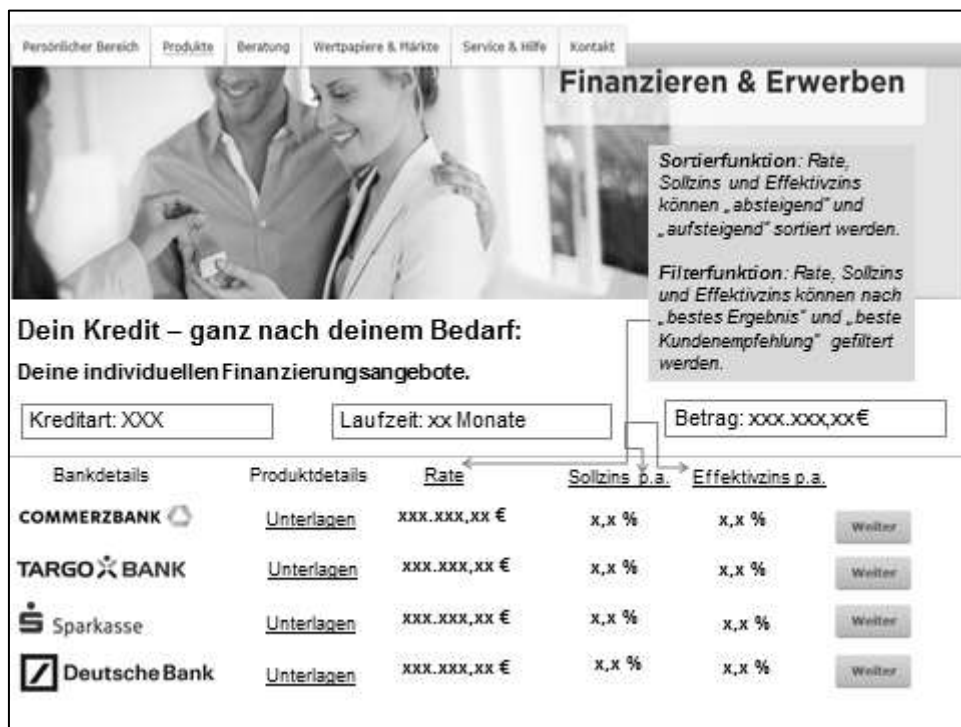 Persönlicher Bereich Produkte Beratung Wertpapiere & Märkte Service & Hilfe Kontakt
Finanzieren & Erwerben
Sortierfunktion: Rate,
Sollzins und Effektivzins
können „absteigend" und
„aufsteigend" sortiert werden.
Filterfunktion: Rate, Sollzins
und Effektivzins können nach
„bestes Ergebnis" und „beste
Kundenempfehlung" gefiltert
werden.
Dein Kredit – ganz nach deinem Bedarf:
Deine individuellen Finanzierungsangebote.
Kreditart: XXX Laufzeit: xx Monate Betrag: xxx.xxx,xx€
Bankdetails Produktdetails Rate Sollzins p.a. Effektivzins p.a.
COMMERZBANK Unterlagen xxx.xxx,xx € x,x % x,x % Weiter
TARGO BANK Unterlagen xxx.xxx,xx € x,x % x,x % Weiter
Sparkasse Unterlagen xxx.xxx,xx € x,x % x,x % Weiter
Deutsche Bank Unterlagen xxx.xxx,xx € x,x % x,x % Weiter